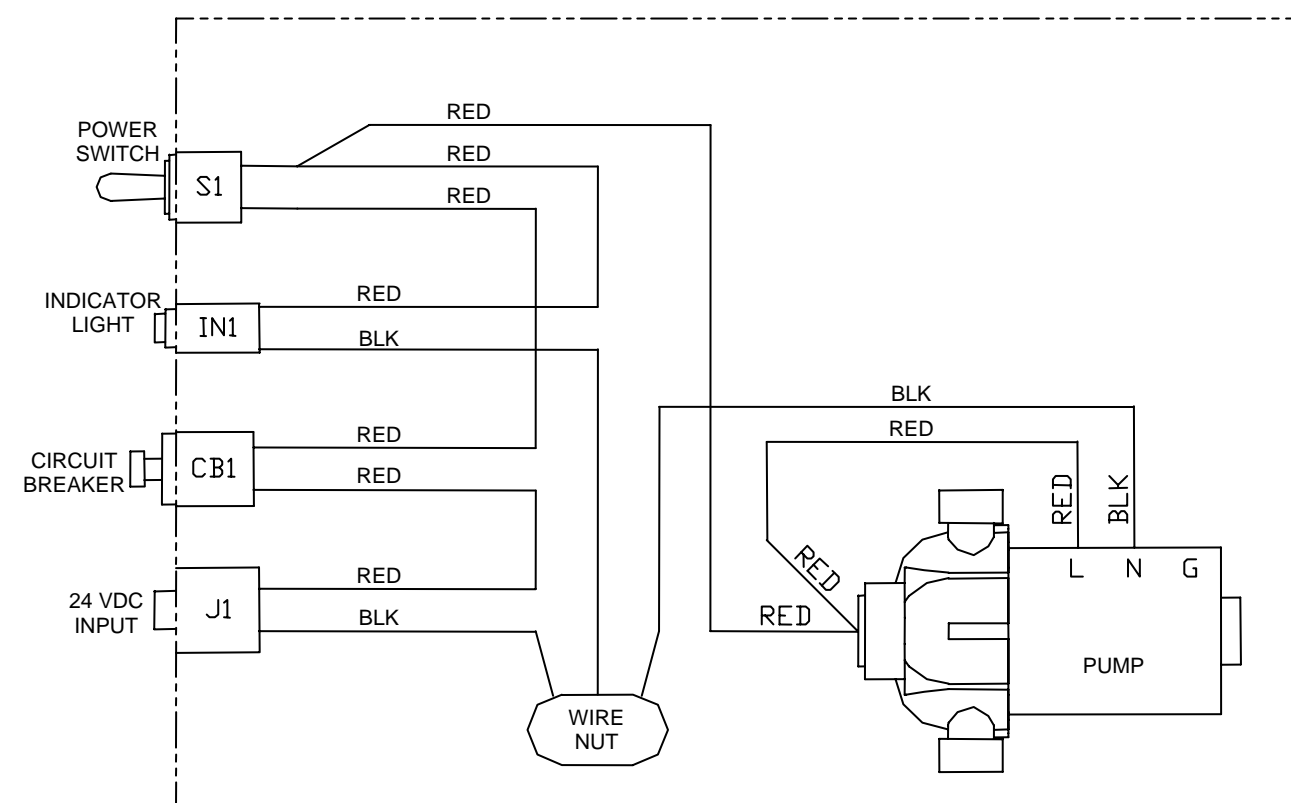 RED
POWER
SWITCH
RED
S1
RED
INDICATOR
LIGHT
RED
IN1
BLK
BLK
RED
RED
CIRCUIT
BREAKER
CB1
RED
RED
BLK
RED
L
N
G
24 VDC
INPUT
RED
J1
BLK
RED
PUMP
WIRE
NUT